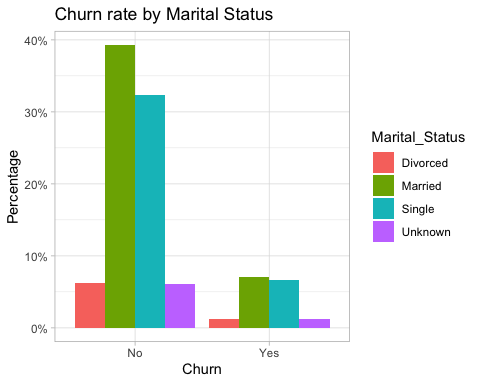 Churn rate by Marital Status
40%
30%
20%
10%
0%
Percentage
No
Yes
Churn
Marital_Status
Divorced
Married
Single
Unknown